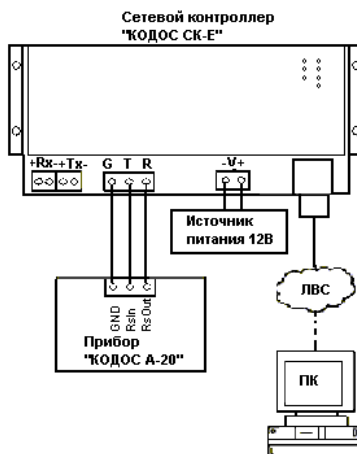 Сетевой контроллер
"КОДОС СК-Е"
+Rx-+Tx-
G T R
-V+
Источник
питания 12В
GND
RsIn
RsOut
Прибор
"КОДОС А-20"
ЛВС
ПК